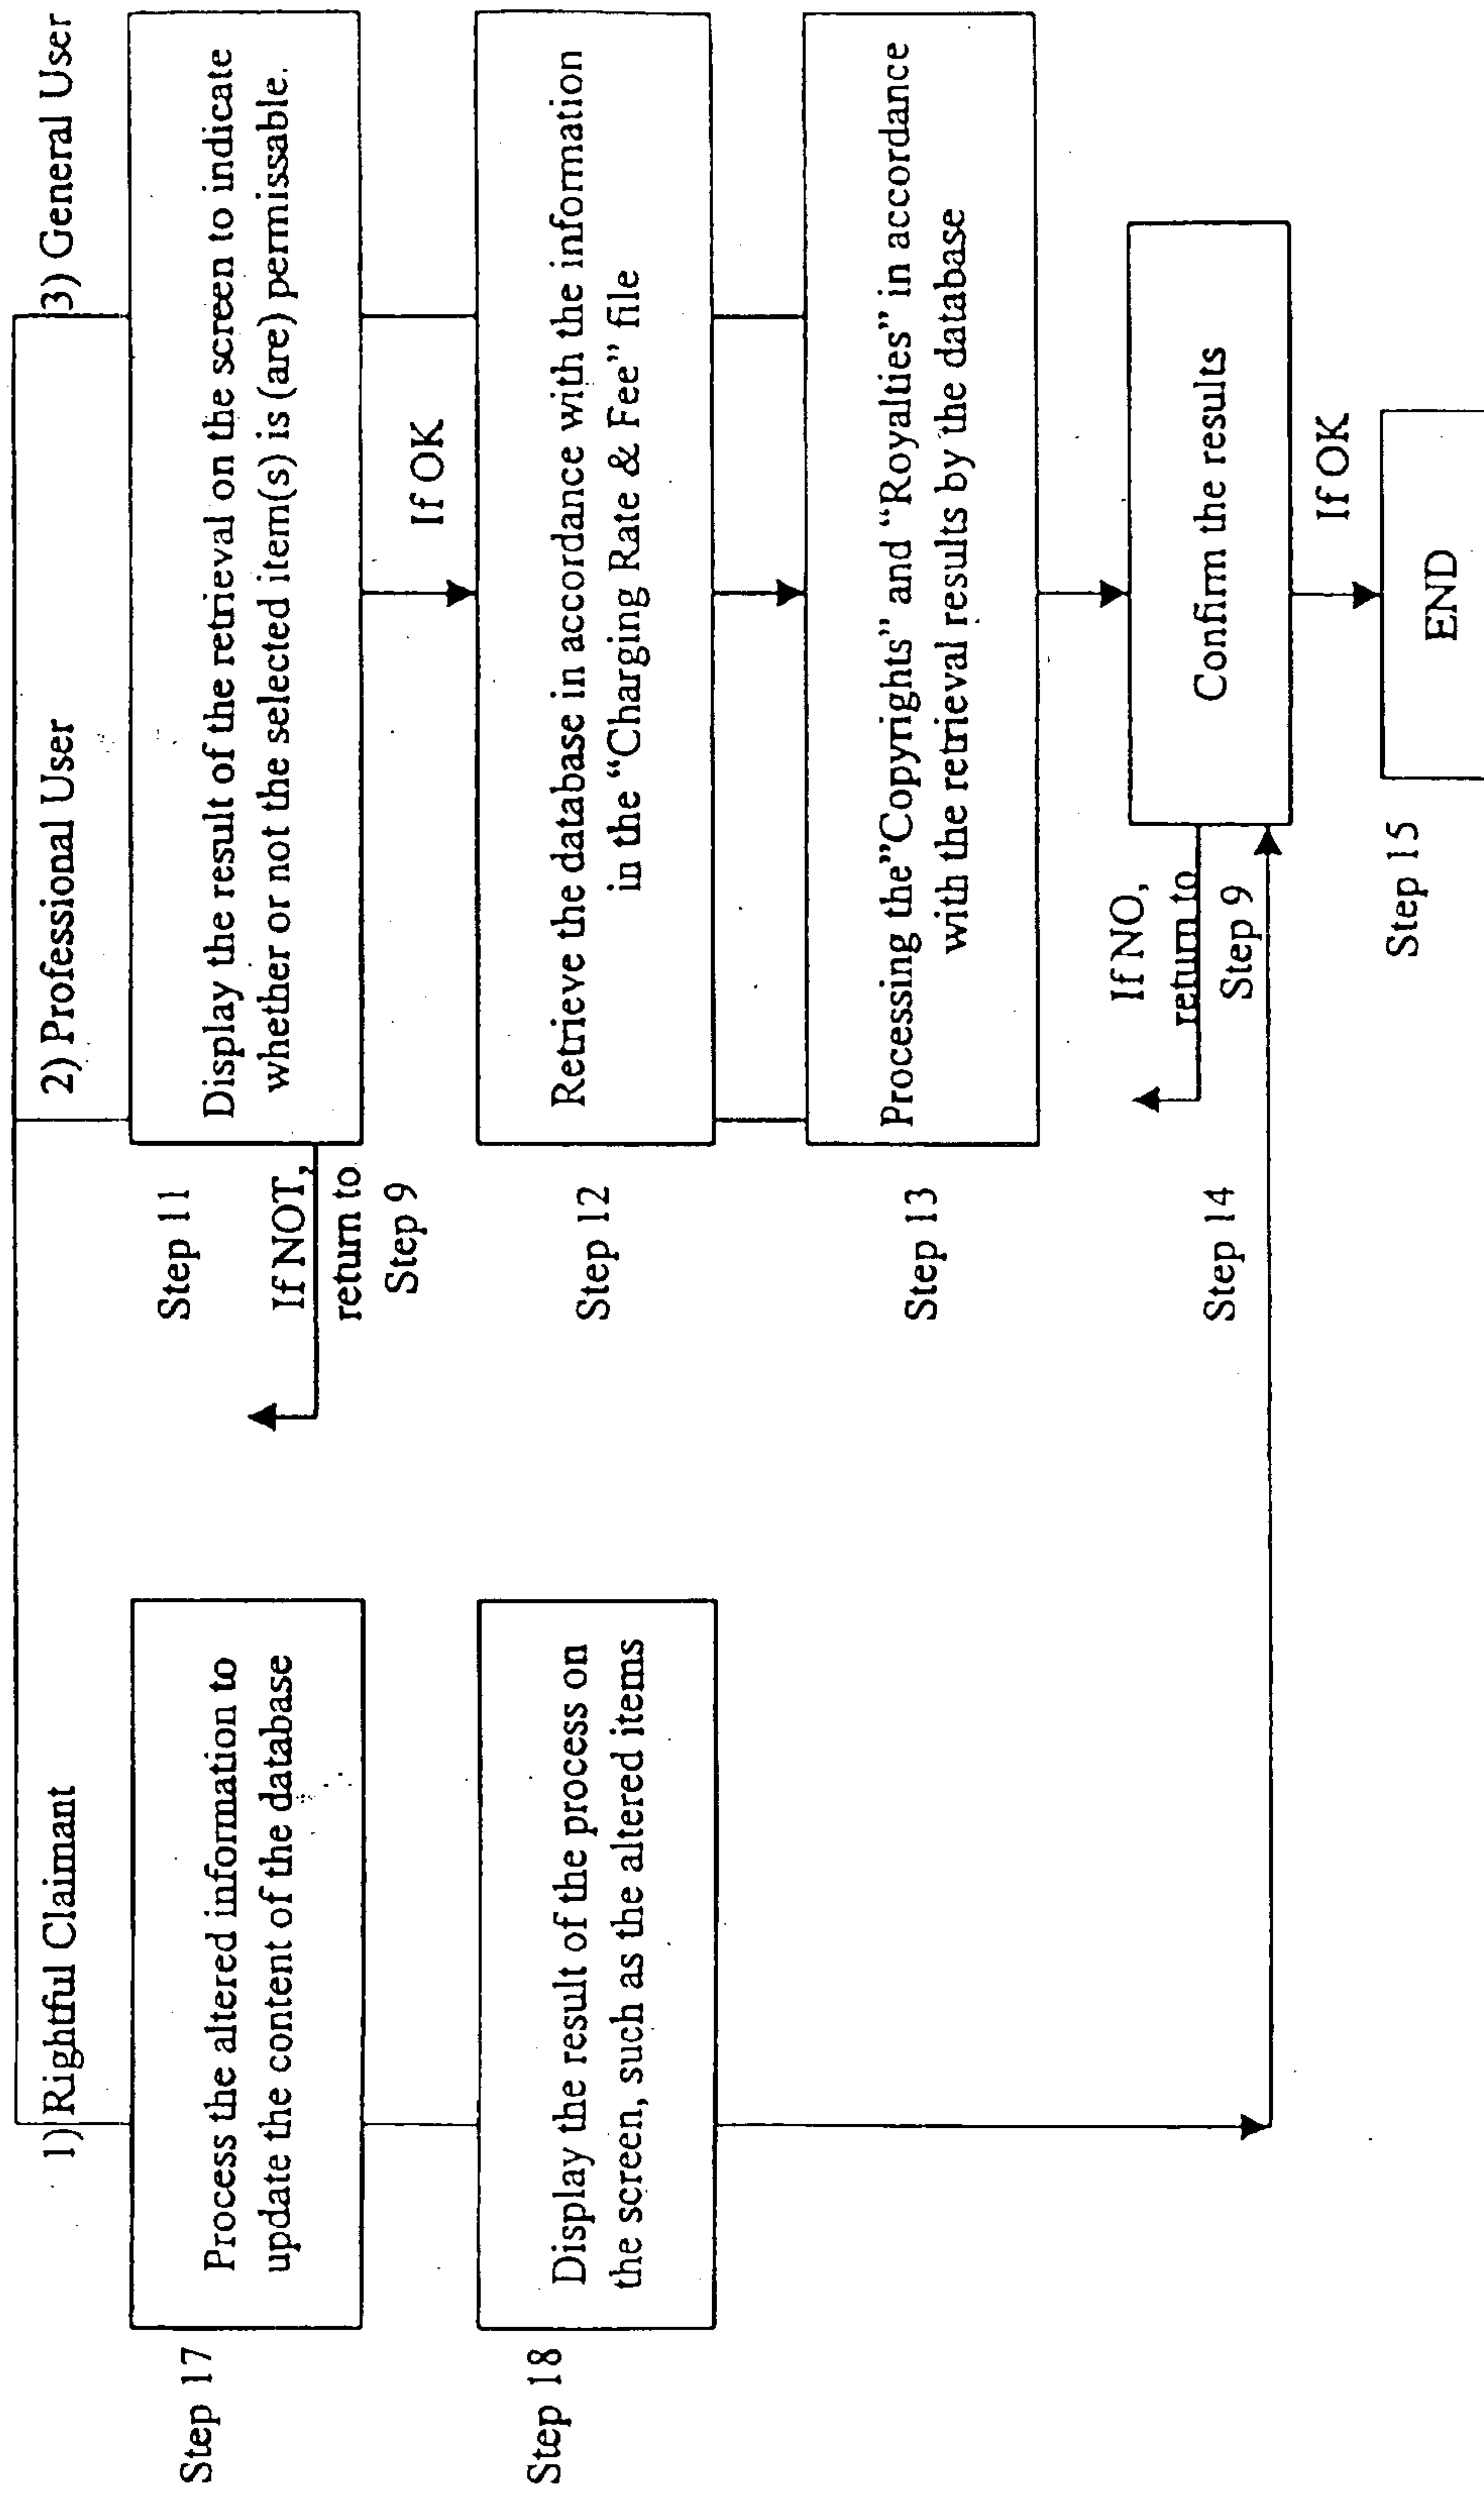 1) Rightful Claimant
2) Professional User
3) General User
Step 17
Process the altered information to
update the content of the database
Step 11
Display the result of the retrieval on the screen to indicate
whether or not the selected item(s) is (are) permissable.
If NOT,
return to
Step 9
If OK
Step 18
Display the result of the process on
the screen, such as the altered items
Step 12
Retrieve the database in accordance with the information
in the “Charging Rate & Fee” file
Step 13
Processing the”Copyrights” and “Royalties” in accordance
with the retrieval results by the database
If NO,
return to
Step 9
Step 14
Confirm the results
If OK
Step 15
END